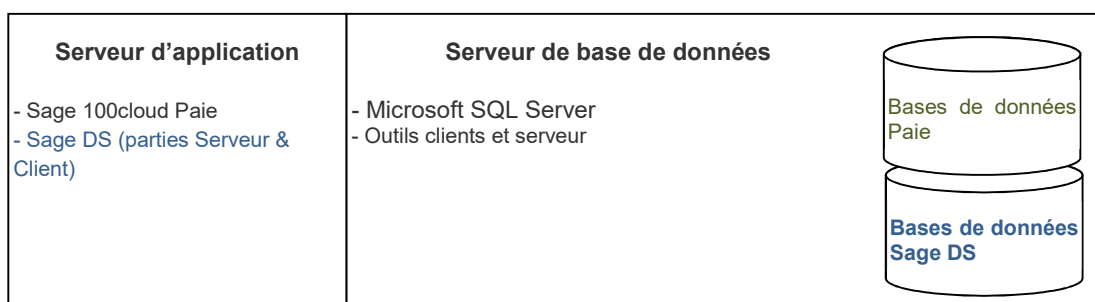 Serveur d’application
- Sage 100cloud Paie
- Sage DS (parties Serveur &
Client)
Serveur de base de données
- Microsoft SQL Server
- Outils clients et serveur
Bases de données
Paie
Bases de données
Sage DS